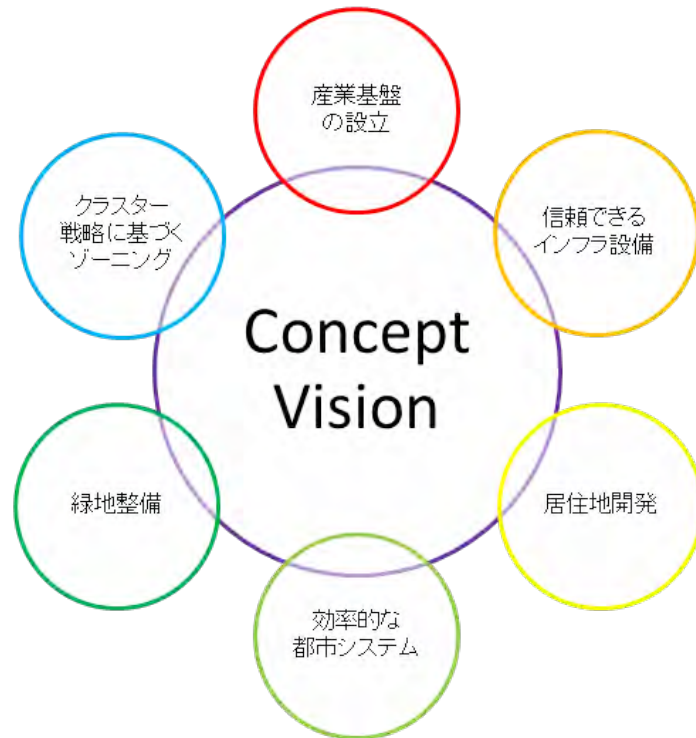 産業基盤
の設立
信頼できる
インフラ設備
居住地開発
効率的な
都市システム
緑地整備
クラスター
戦略に基づく
ゾーニング
Concept
Vision